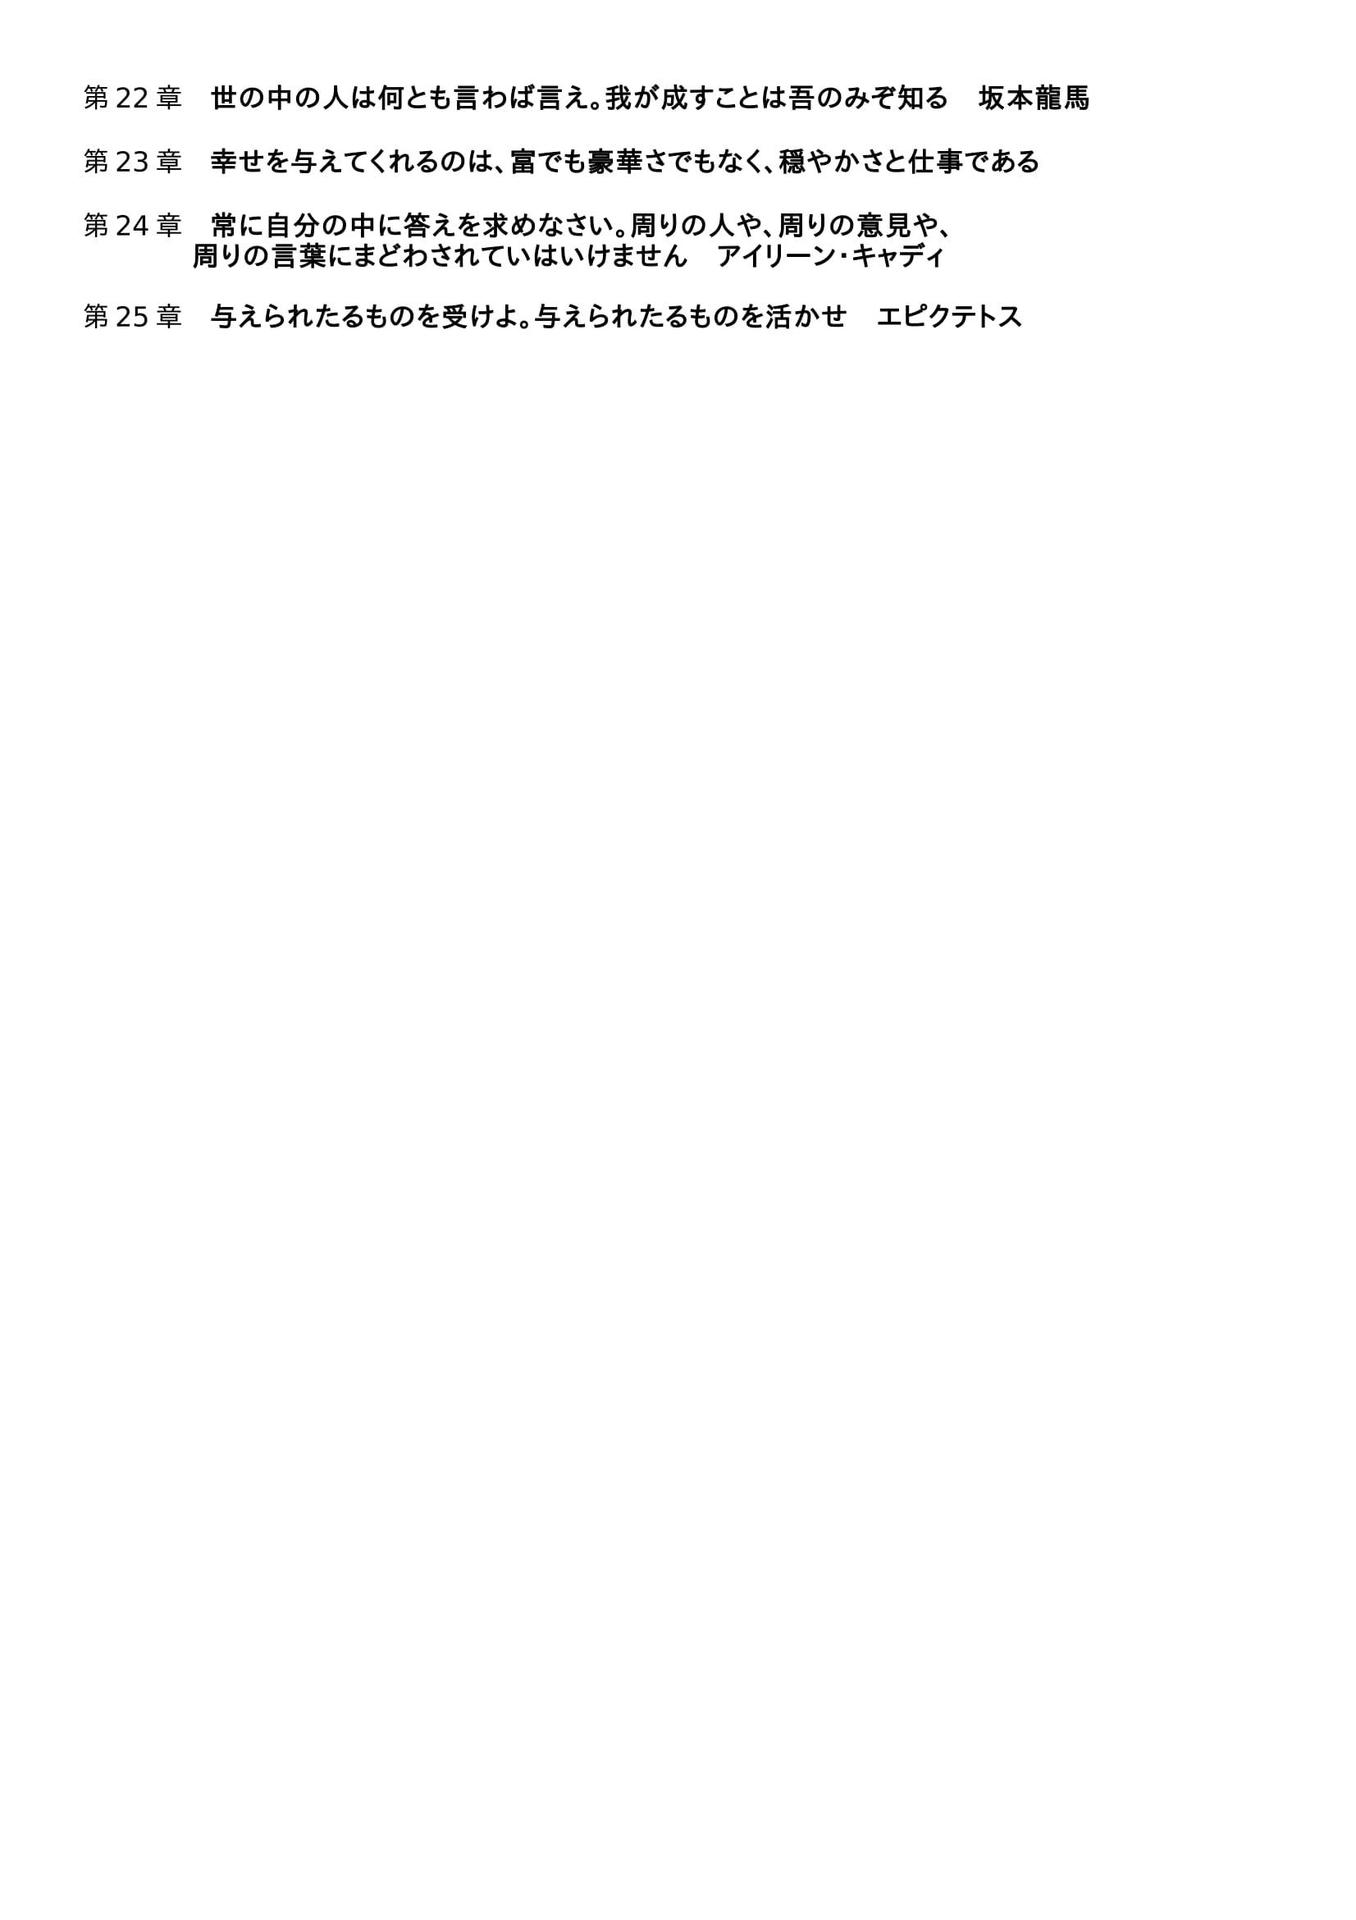 第22章　世の中の人は何とも言わば言え。我が成すことは吾のみぞ知る　坂本龍馬
第23章　幸せを与えてくれるのは、富でも豪華さでもなく、穏やかさと仕事である
第24章　常に自分の中に答えを求めなさい。周りの人や、周りの意見や、
周りの言葉にまどわされていはいけません　アイリーン・キャディ
第25章　与えられたるものを受けよ。与えられたるものを活かせ　エピクテトス